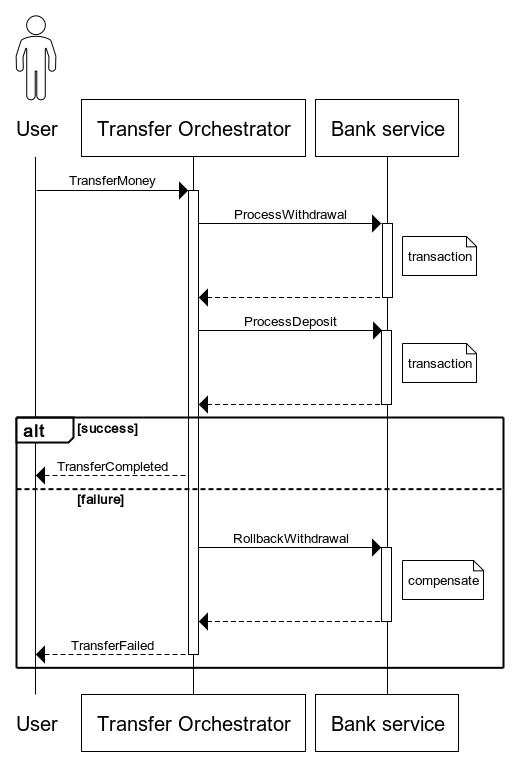 User
Transfer Orchestrator
Bank service
TransferMoney
ProcessWithdrawal
transaction
ProcessDeposit
transaction
alt
[success]
TransferCompleted
[failure]
RollbackWithdrawal
compensate
TransferFailed
User
Transfer Orchestrator
Bank service